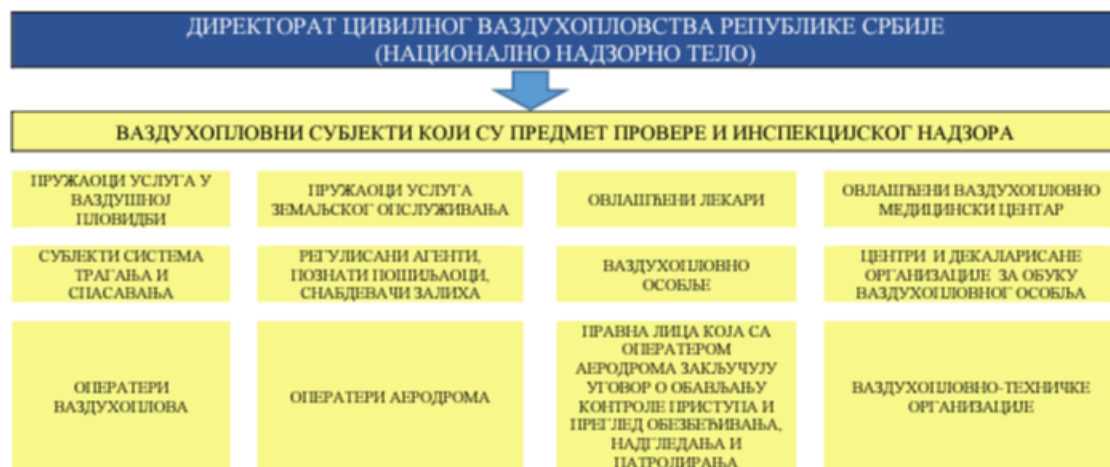 ДИРЕКТОРАТ ЦИВИЛНОГ ВАЗДУХОПЛОВСТВА РЕПУБЛИКЕ СРБИЈЕ
(НАЦИОНАЛНО НАДЗОРНО ТЕЛО)
ВАЗДУХОПЛОВНИ СУБЈЕКТИ КОЈИ СУ ПРЕДМЕТ ПРОВЕРЕ И ИНСПЕКЦИЈСКОГ НАДЗОРА
ПРУЖАОЦИ УСЛУГА У
ВАЗДУШНОЈ
ПЛОВИДБИ
ПРУЖАОЦИ УСЛУГА
ЗЕМАЉСКОГ ОПСЛУЖИВАЊА
ОВЛАШЋЕНИ ЛЕКАРИ
ОВЛАШЋЕНИ ВАЗДУХОПЛОВНО
МЕДИЦИНСКИ ЦЕНТАР
СУБЈЕКТИ СИСТЕМА
ТРАГАЊА И
СПАСАВАЊА
РЕГУЛИСАНИ АГЕНТИ,
ПОЗНАТИ ПОШИЉАОЦИ,
СНАБДЕВАЧИ ЗАЛИХА
ВАЗДУХОПЛОВНО
ОСОБЉЕ
ЦЕНТРИ И ДЕКАЛАРИСАНЕ
ОРГАНИЗАЦИЈЕ ЗА ОБУКУ
ВАЗДУХОПЛОВНОГ ОСОБЉА
ОПЕРАТЕРИ
ВАЗДУХОПЛОВА
ОПЕРАТЕРИ АЕРОДРОМА
ПРАВНА ЛИЦА КОЈА СА
ОПЕРАТЕРОМ
АЕРОДРОМА ЗАКЉУЧУЈУ
УГОВОР О ОБАВЉАЊУ
КОНТРОЛЕ ПРИСТУПА И
ПРЕГЛЕД ОБЕЗБЕЂИВАЊА,
НАДГЛЕДАЊА И
ПАТРОЛИРАЊА
ВАЗДУХОПЛОВНО-ТЕХНИЧКЕ
ОРГАНИЗАЦИЈЕ